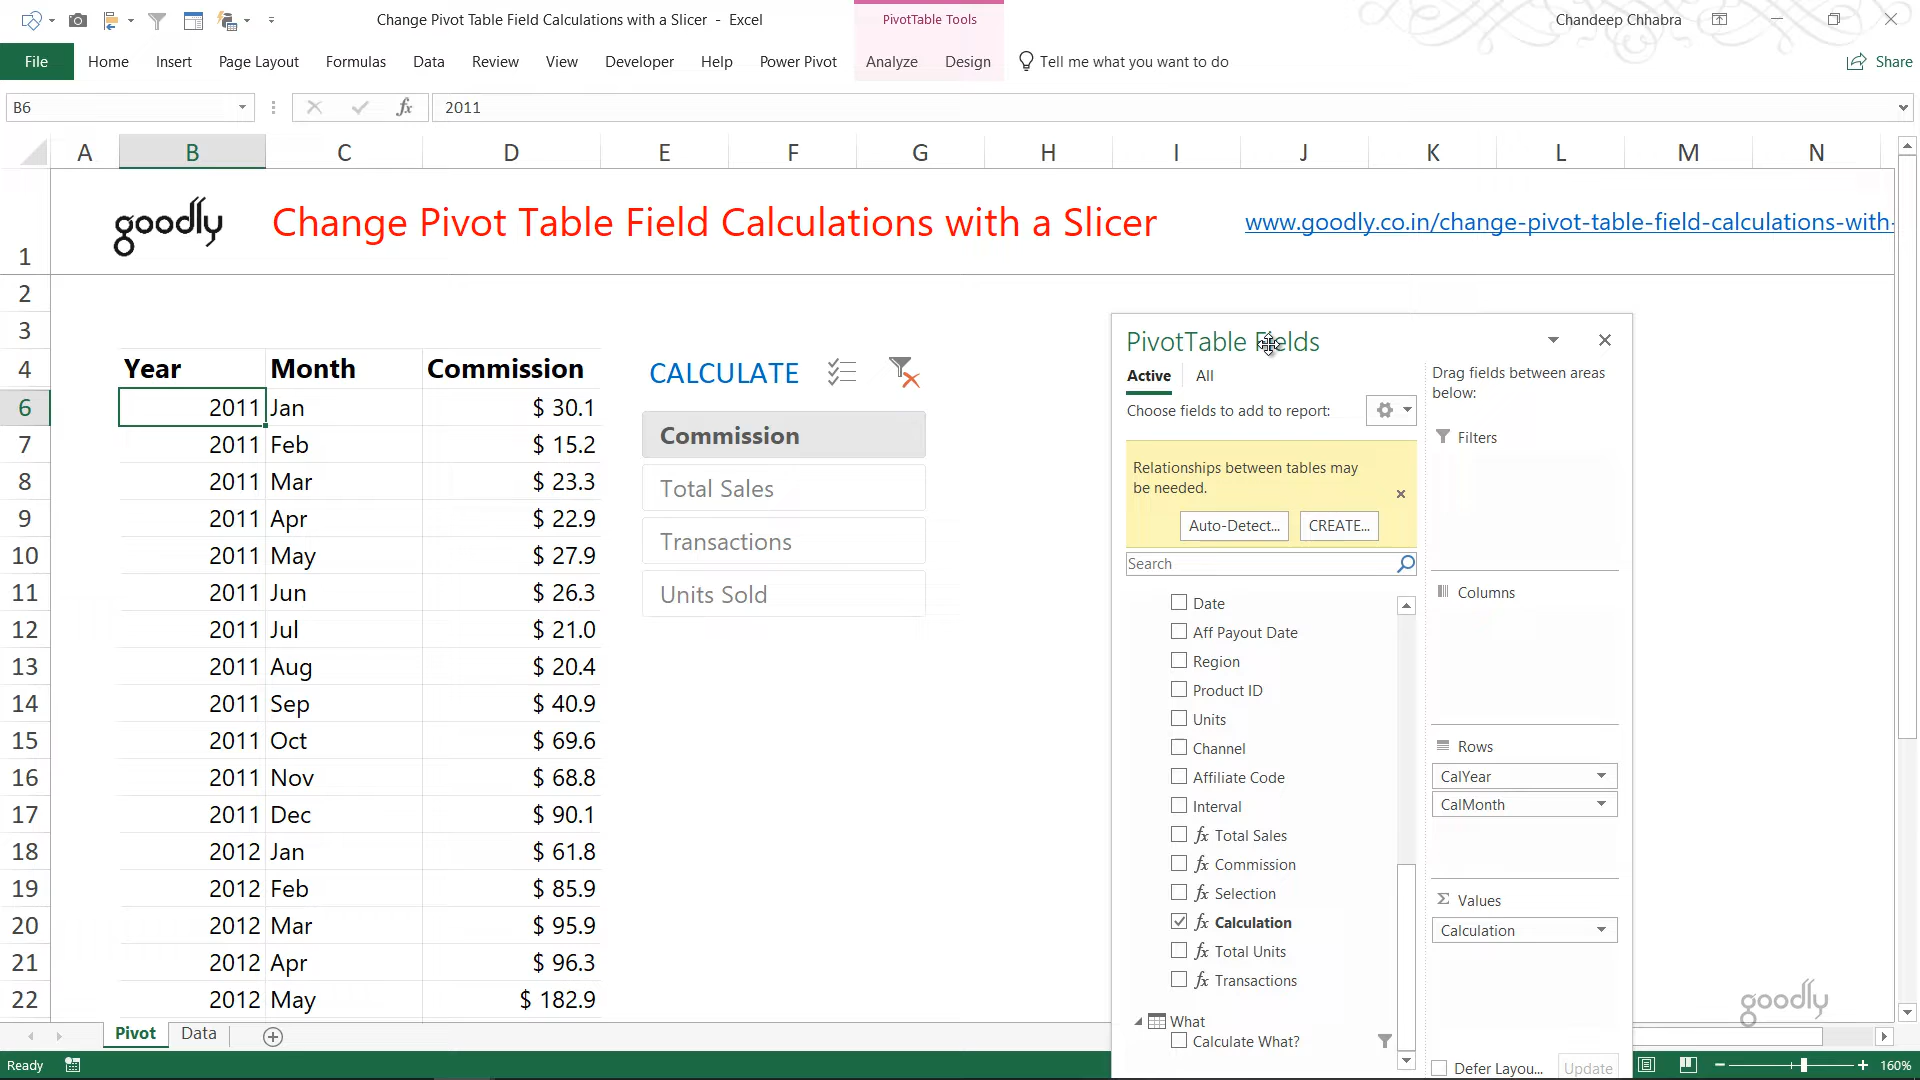 Change Pivot Table Field Calculations with a Slicer - Excel
PivotTable Tools
Chandeep Chhabra
File Home Insert Page Layout Formulas Data Review View Developer Help Power Pivot Analyze Design Tell me what you want to do Share
B6 fx 2011
A B C D E F G H I J K L M N
1 goodly Change Pivot Table Field Calculations with a Slicer www.goodly.co.in/change-pivot-table-field-calculations-with-
2
3
4 Year Month Commission
6 2011 Jan $ 30.1
7 2011 Feb $ 15.2
8 2011 Mar $ 23.3
9 2011 Apr $ 22.9
10 2011 May $ 27.9
11 2011 Jun $ 26.3
12 2011 Jul $ 21.0
13 2011 Aug $ 20.4
14 2011 Sep $ 40.9
15 2011 Oct $ 69.6
16 2011 Nov $ 68.8
17 2011 Dec $ 90.1
18 2012 Jan $ 61.8
19 2012 Feb $ 85.9
20 2012 Mar $ 95.9
21 2012 Apr $ 96.3
22 2012 May $ 182.9
CALCULATE
Commission
Total Sales
Transactions
Units Sold
PivotTable Fields
Active All
Choose fields to add to report:
Relationships between tables may
be needed.
Auto-Detect... CREATE...
Search
Date
Aff Payout Date
Region
Product ID
Units
Channel
Affiliate Code
Interval
fx Total Sales
fx Commission
fx Selection
fx Calculation
fx Total Units
fx Transactions
What
Calculate What?
Drag fields between areas
below:
Filters
Columns
Rows
CalYear
CalMonth
Σ Values
Calculation
Defer Layou... Update
goodly
Pivot Data
Ready
160%